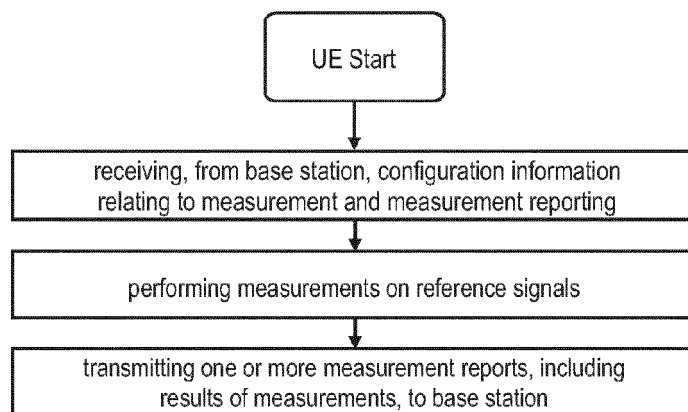 UE Start
receiving, from base station, configuration information
relating to measurement and measurement reporting
performing measurements on reference signals
transmitting one or more measurement reports, including
results of measurements, to base station